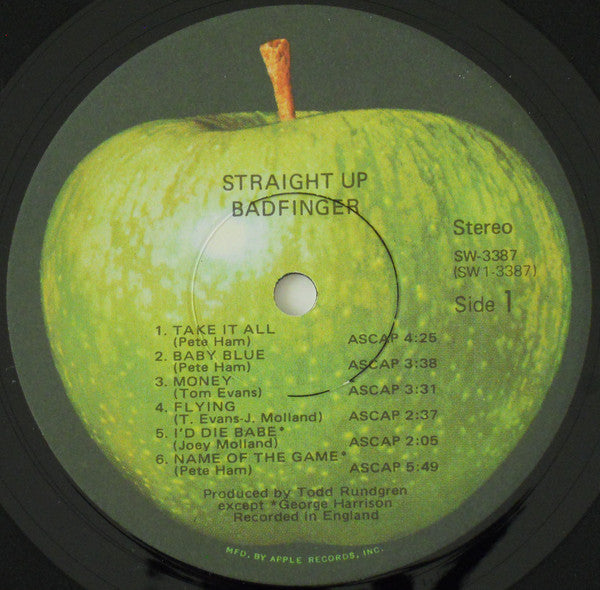 STRAIGHT UP
BADFINGER
Stereo
SW-3387
(SW1-3387)
Side 1
1. TAKE IT ALL
(Pete Ham) ASCAP 4:25
2. BABY BLUE
(Pete Ham) ASCAP 3:38
3. MONEY
(Tom Evans) ASCAP 3:31
4. FLYING
(T. Evans-J. Molland) ASCAP 2:37
5. I'D DIE BABE*
(Joey Molland) ASCAP 2:05
6. NAME OF THE GAME*
(Pete Ham) ASCAP 5:49
Produced by Todd Rundgren
except *George Harrison
Recorded in England
MFD. BY APPLE RECORDS, INC.